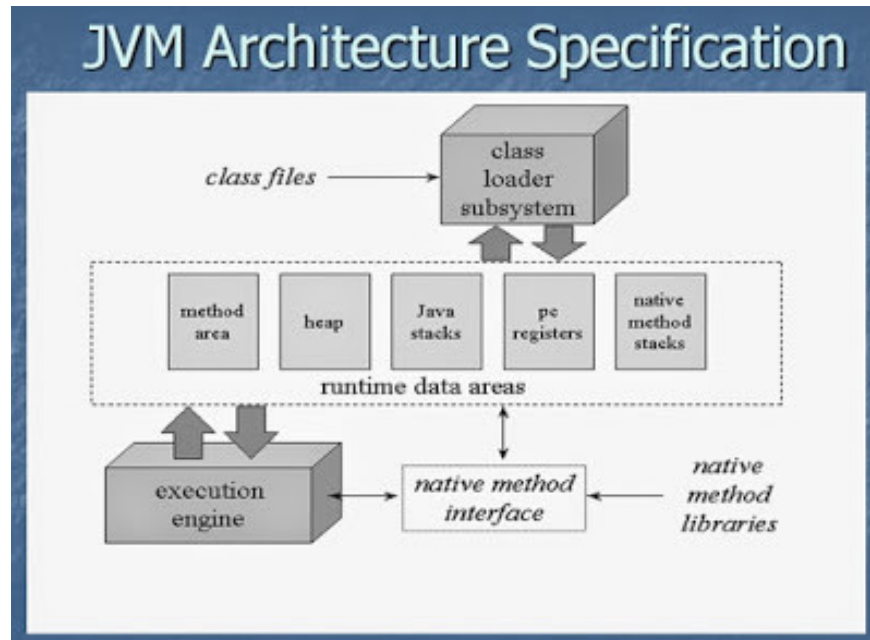 JVM Architecture Specification
class files
class
loader
subsystem
method
area
heap
Java
stacks
pc
registers
native
method
stacks
runtime data areas
execution
engine
native method
interface
native
method
libraries